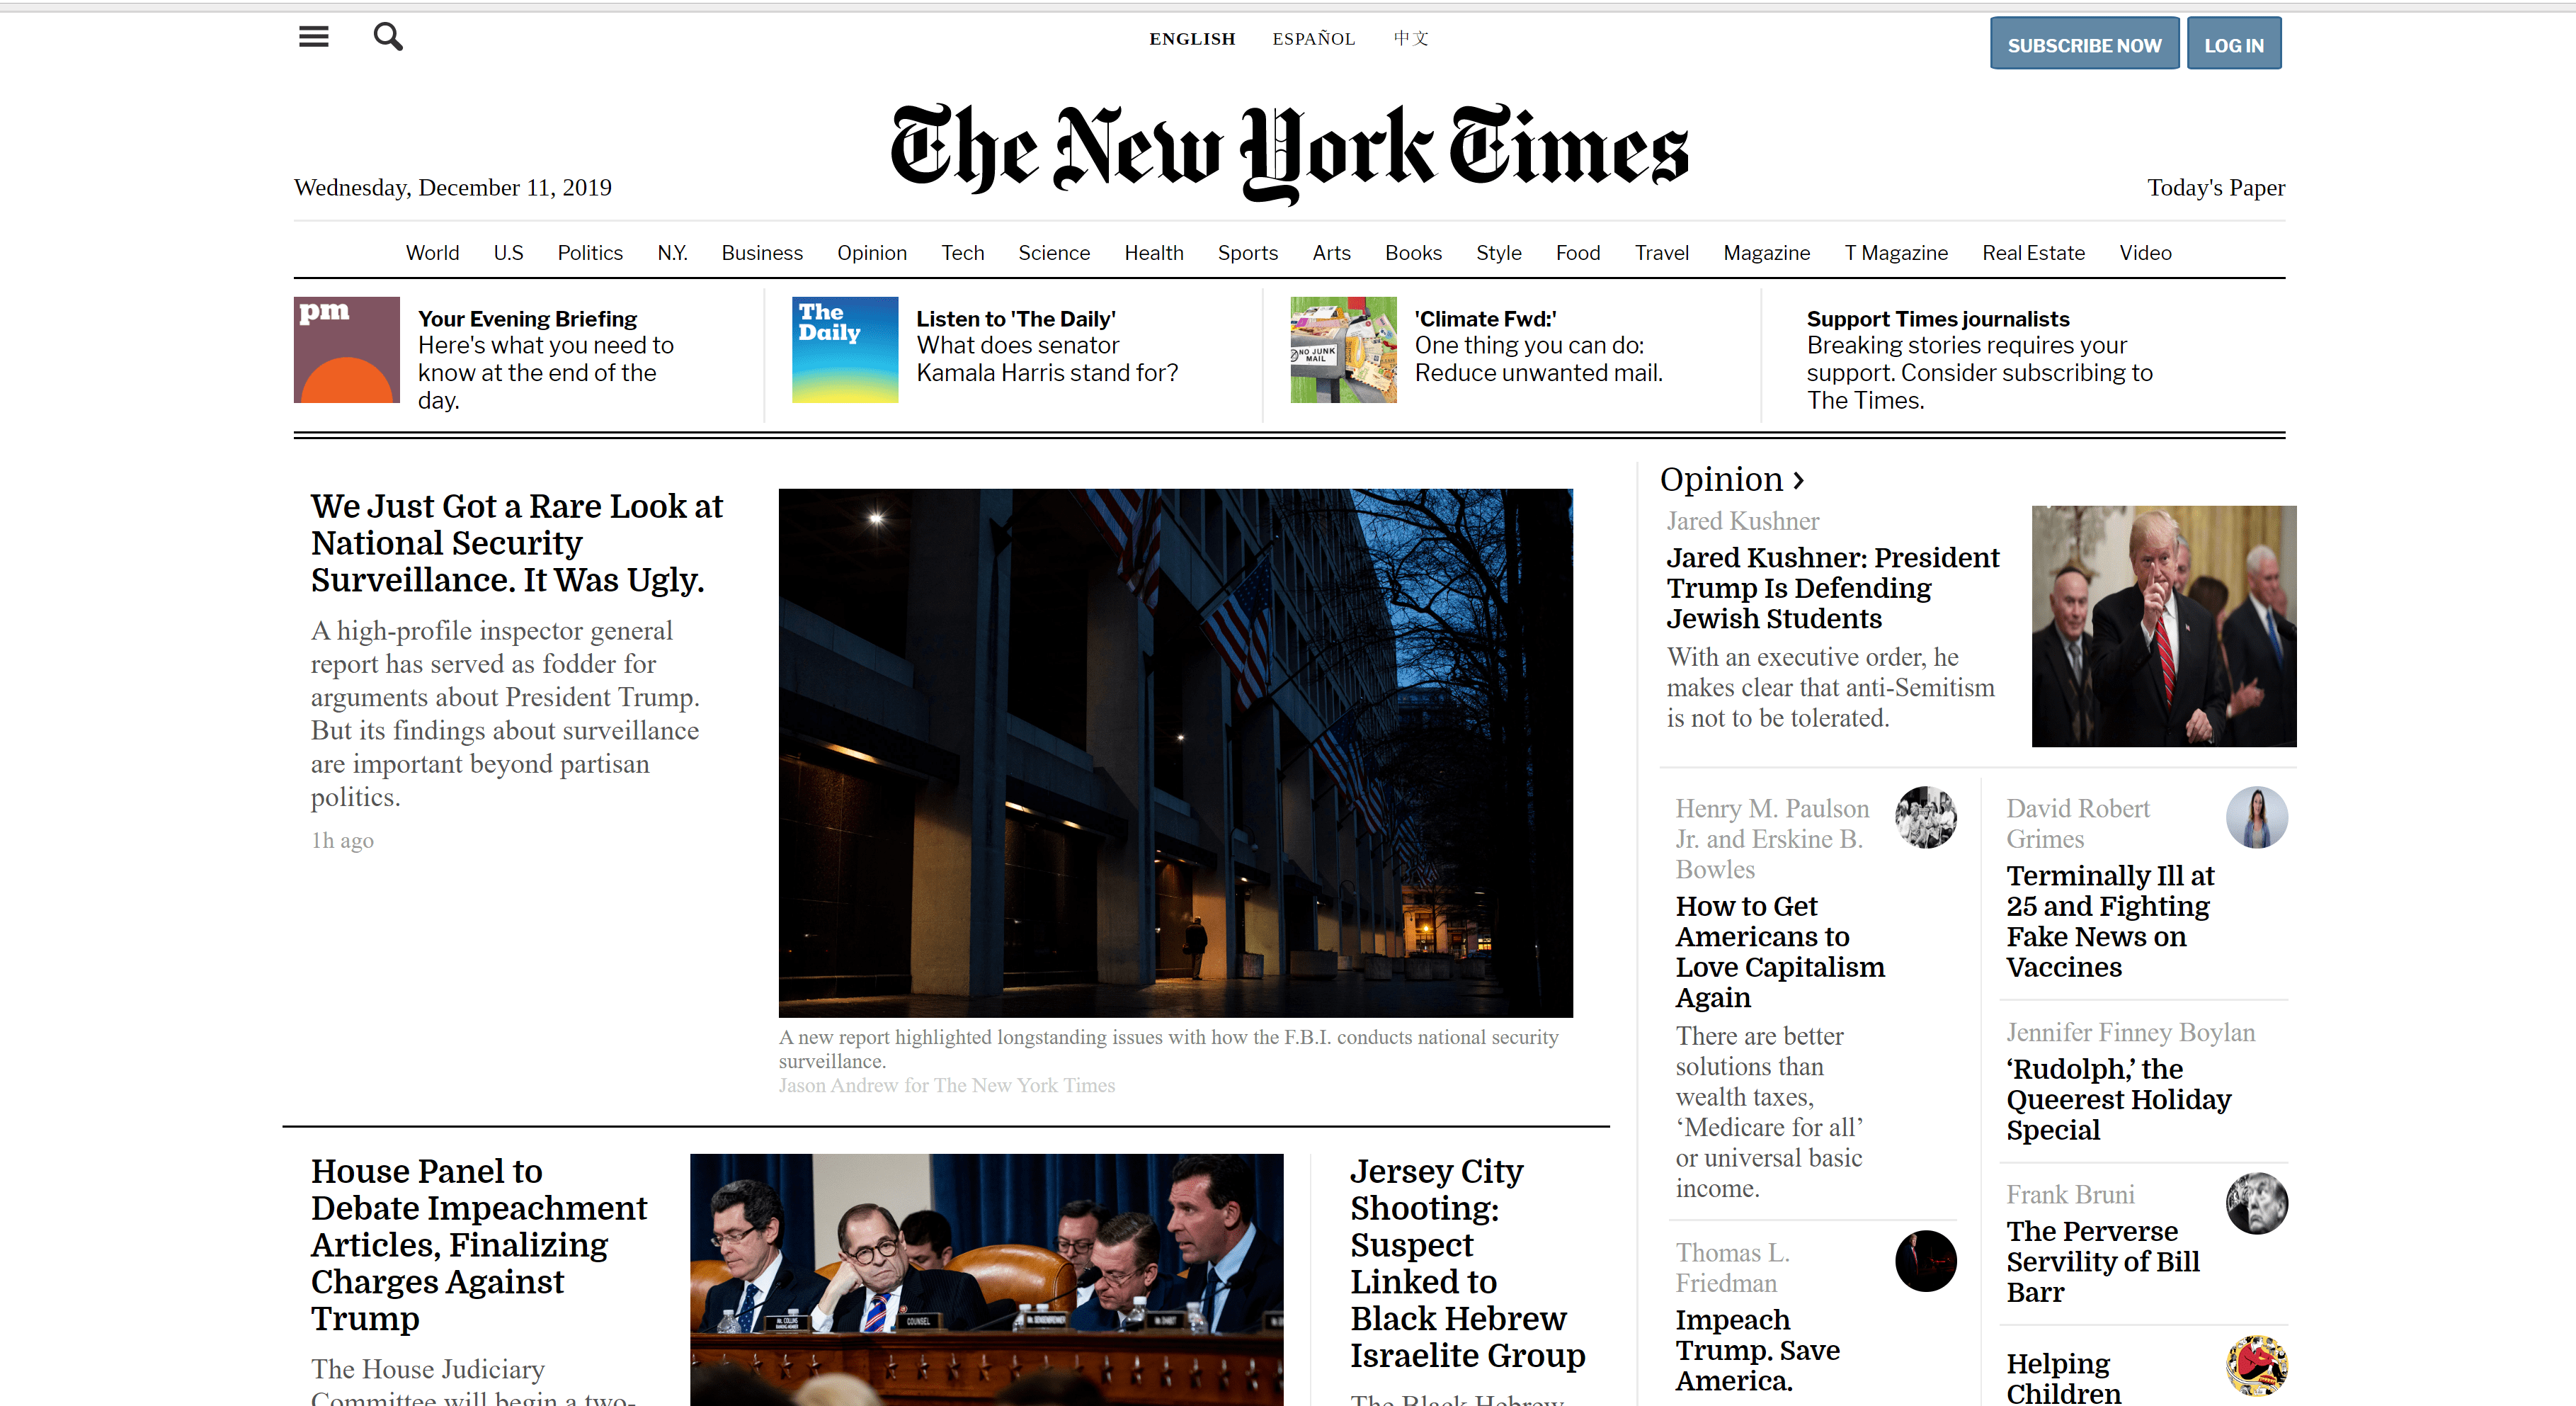 ENGLISH ESPAÑOL 中文
SUBSCRIBE NOW LOG IN
The New York Times
Wednesday, December 11, 2019
Today's Paper
World U.S Politics N.Y. Business Opinion Tech Science Health Sports Arts Books Style Food Travel Magazine T Magazine Real Estate Video
pm
Your Evening Briefing
Here's what you need to
know at the end of the
day.
The
Daily
Listen to 'The Daily'
What does senator
Kamala Harris stand for?
NO JUNK
MAIL
'Climate Fwd:'
One thing you can do:
Reduce unwanted mail.
Support Times journalists
Breaking stories requires your
support. Consider subscribing to
The Times.
We Just Got a Rare Look at
National Security
Surveillance. It Was Ugly.
A high-profile inspector general
report has served as fodder for
arguments about President Trump.
But its findings about surveillance
are important beyond partisan
politics.
1h ago
A new report highlighted longstanding issues with how the F.B.I. conducts national security
surveillance.
Jason Andrew for The New York Times
House Panel to
Debate Impeachment
Articles, Finalizing
Charges Against
Trump
The House Judiciary
Committee will begin a two-
MR. COLLINS
COUNSEL
Jersey City
Shooting:
Suspect
Linked to
Black Hebrew
Israelite Group
The Black Hebrew
Opinion ›
Jared Kushner
Jared Kushner: President
Trump Is Defending
Jewish Students
With an executive order, he
makes clear that anti-Semitism
is not to be tolerated.
Henry M. Paulson
Jr. and Erskine B.
Bowles
How to Get
Americans to
Love Capitalism
Again
There are better
solutions than
wealth taxes,
‘Medicare for all’
or universal basic
income.
Thomas L.
Friedman
Impeach
Trump. Save
America.
David Robert
Grimes
Terminally Ill at
25 and Fighting
Fake News on
Vaccines
Jennifer Finney Boylan
‘Rudolph,’ the
Queerest Holiday
Special
Frank Bruni
The Perverse
Servility of Bill
Barr
Helping
Children